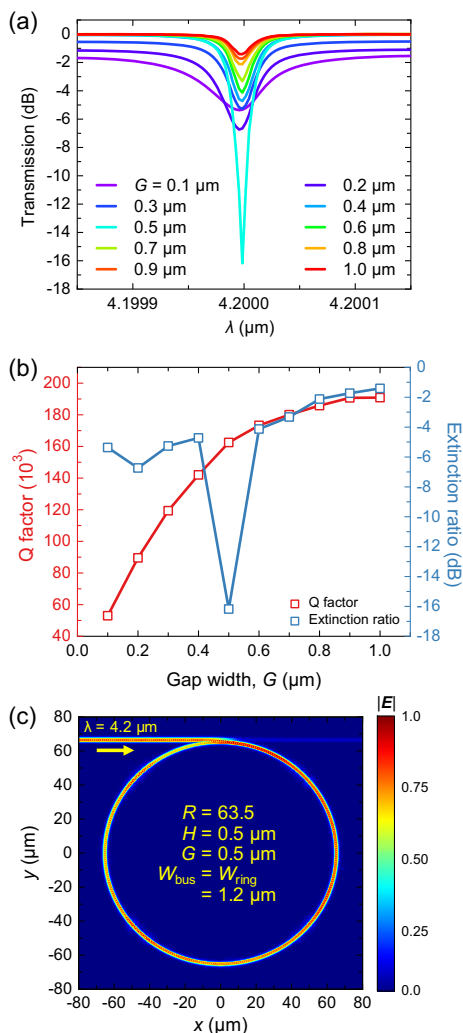 (a)
0
-2
-4
-6
-8
-10
-12
-14
-16
-18
Transmission (dB)
G = 0.1 μm 0.2 μm
0.3 μm 0.4 μm
0.5 μm 0.6 μm
0.7 μm 0.8 μm
0.9 μm 1.0 μm
4.1999 4.2000 4.2001
λ (μm)
(b)
200
180
160
140
120
100
80
60
40
Q factor (10³)
0
-2
-4
-6
-8
-10
-12
-14
-16
-18
Extinction ratio (dB)
Q factor
Extinction ratio
0.0 0.2 0.4 0.6 0.8 1.0
Gap width, G (μm)
(c)
|E|
80
60
40
20
0
-20
-40
-60
-80
y (μm)
λ = 4.2 μm
R = 63.5
H = 0.5 μm
G = 0.5 μm
Wbus = Wring
= 1.2 μm
1.0
0.75
0.50
0.25
0.0
-80 -60 -40 -20 0 20 40 60 80
x (μm)